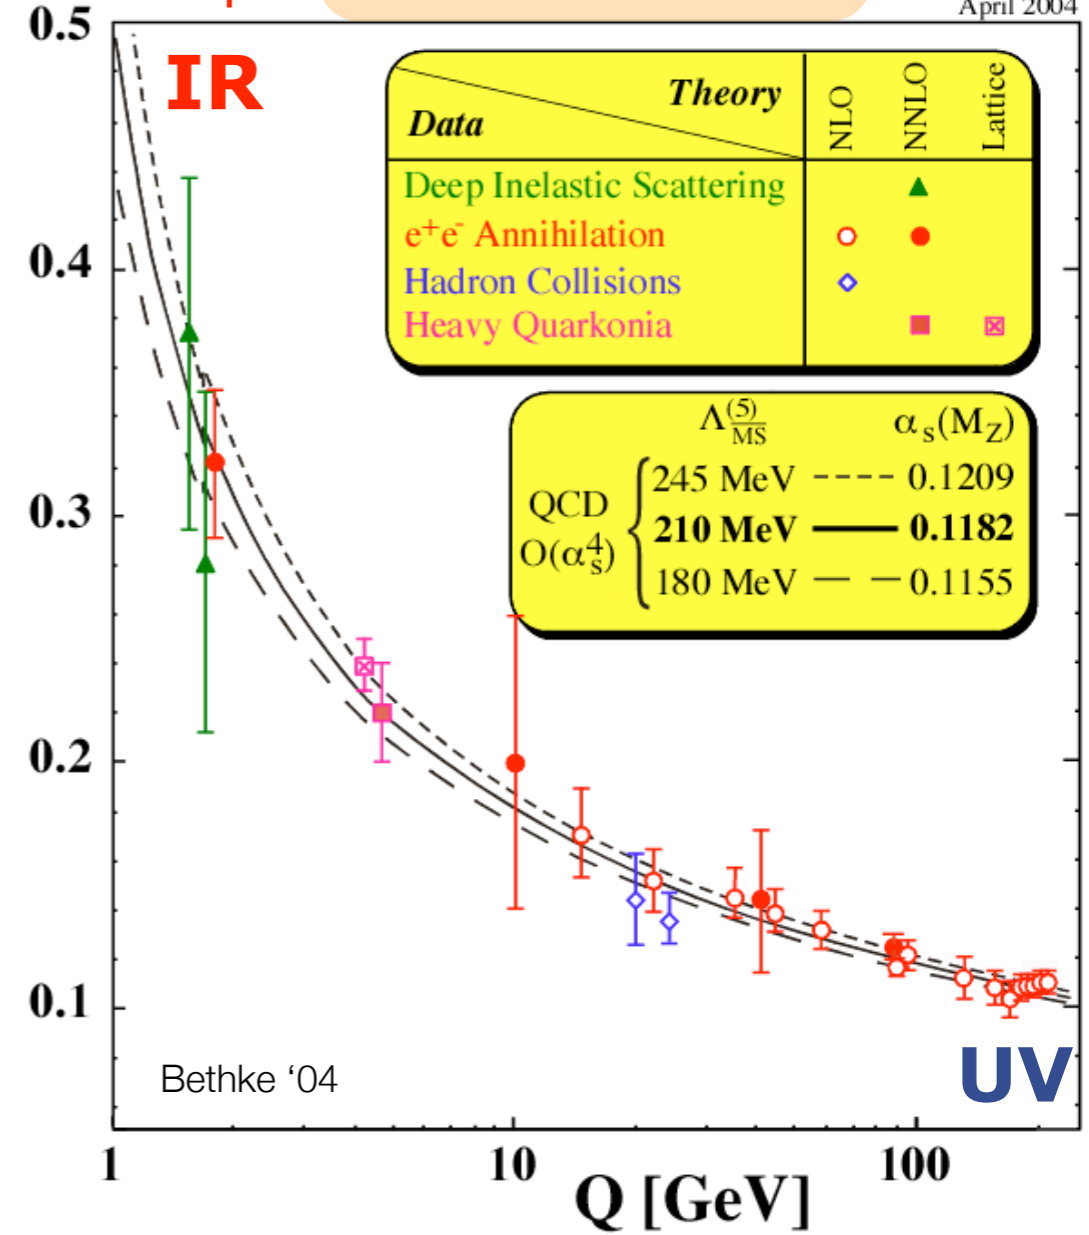 April 2004
0.5
IR
Theory
Data
NLO
NNLO
Lattice
Deep Inelastic Scattering
e⁺e⁻ Annihilation
Hadron Collisions
Heavy Quarkonia
0.4
Λ(5)MS αs(MZ)
QCD
O(αs⁴)
245 MeV 0.1209
210 MeV 0.1182
180 MeV 0.1155
0.3
0.2
0.1
Bethke ‘04
UV
1 10 100
Q [GeV]